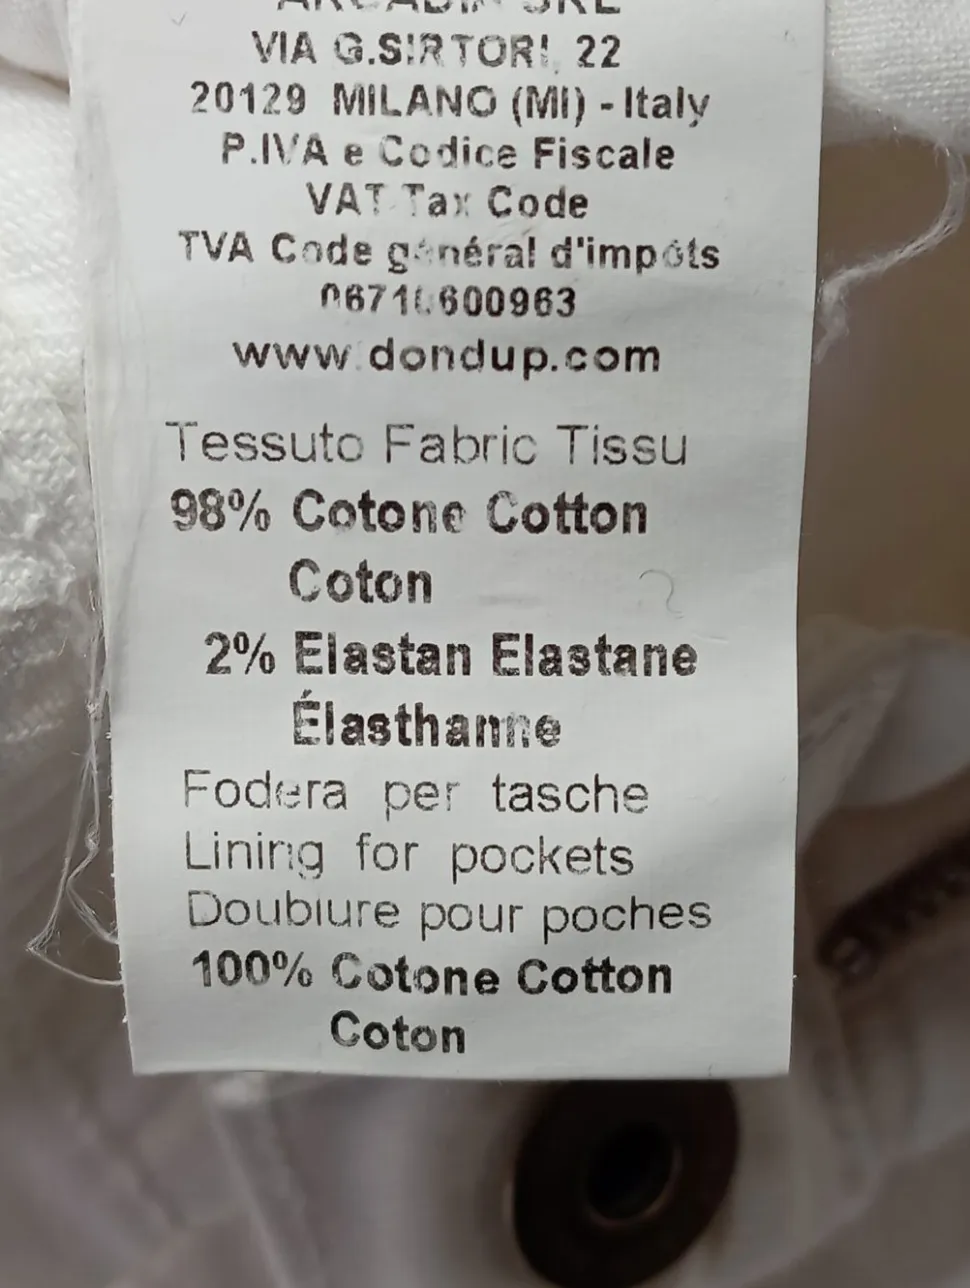 VIA G.SIRTORI, 22
20129 MILANO (MI) - Italy
P.IVA e Codice Fiscale
VAT Tax Code
TVA Code général d'impôts
www.dondup.com
Tessuto Fabric Tissu
98% Cotone Cotton
Coton
2% Elastan Elastane
Élasthanne
Fodera per tasche
Lining for pockets
Doublure pour poches
100% Cotone Cotton
Coton